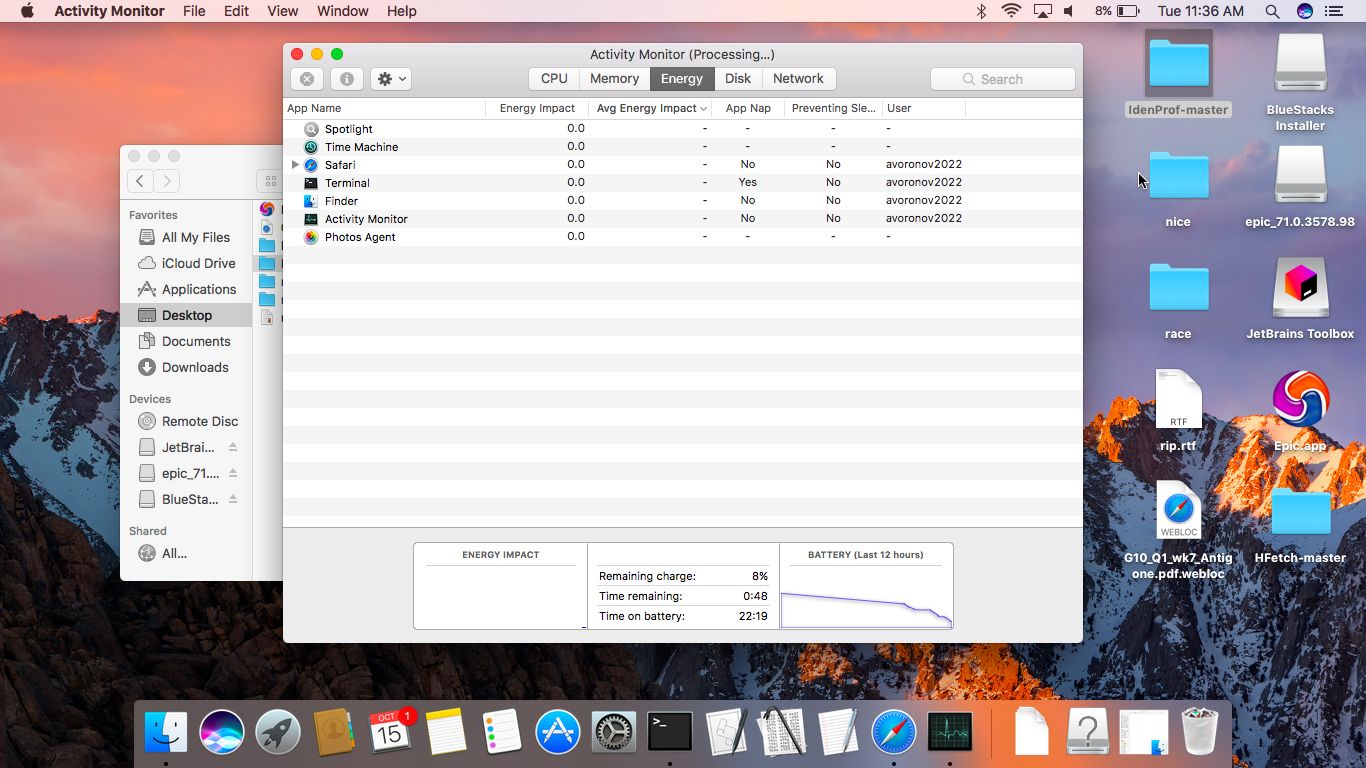 Activity Monitor File Edit View Window Help 8% Tue 11:36 AM
Activity Monitor (Processing...)
CPU Memory Energy Disk Network Search
App Name Energy Impact Avg Energy Impact App Nap Preventing Sle... User
Spotlight 0.0 - - - -
Time Machine 0.0 - - - -
Safari 0.0 - No No avoronov2022
Terminal 0.0 - Yes No avoronov2022
Finder 0.0 - No No avoronov2022
Activity Monitor 0.0 - No No avoronov2022
Photos Agent 0.0 - - - -
ENERGY IMPACT
Remaining charge: 8%
Time remaining: 0:48
Time on battery: 22:19
BATTERY (Last 12 hours)
Favorites
All My Files
iCloud Drive
Applications
Desktop
Documents
Downloads
Devices
Remote Disc
JetBrai...
epic_71....
BlueSta...
Shared
All...
IdenProf-master
BlueStacks
Installer
nice
epic_71.0.3578.98
race
JetBrains Toolbox
RTF
rip.rtf
Epic.app
WEBLOC
G10_Q1_wk7_Antig
one.pdf.webloc
HFetch-master
OCT
1
15
>_
?